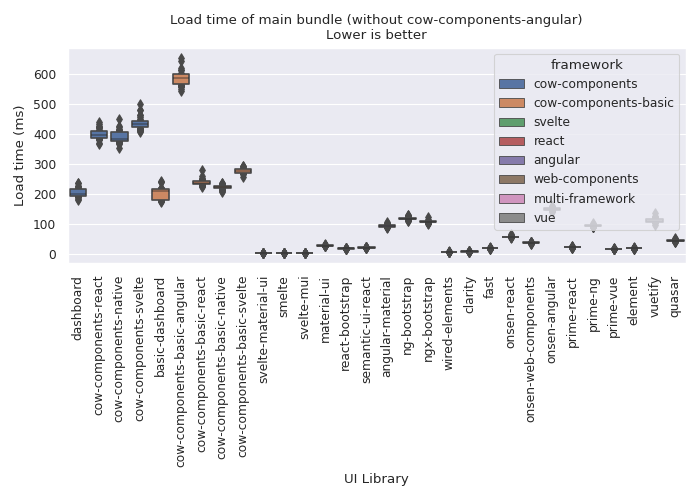 Load time of main bundle (without cow-components-angular)
Lower is better
framework
cow-components
cow-components-basic
svelte
react
angular
web-components
multi-framework
vue
Load time (ms)
600
500
400
300
200
100
0
dashboard
cow-components-react
cow-components-native
cow-components-svelte
basic-dashboard
cow-components-basic-angular
cow-components-basic-react
cow-components-basic-native
cow-components-basic-svelte
svelte-material-ui
smelte
svelte-mui
material-ui
react-bootstrap
semantic-ui-react
angular-material
ng-bootstrap
ngx-bootstrap
wired-elements
clarity
fast
onsen-react
onsen-web-components
onsen-angular
prime-react
prime-ng
prime-vue
element
vuetify
quasar
UI Library